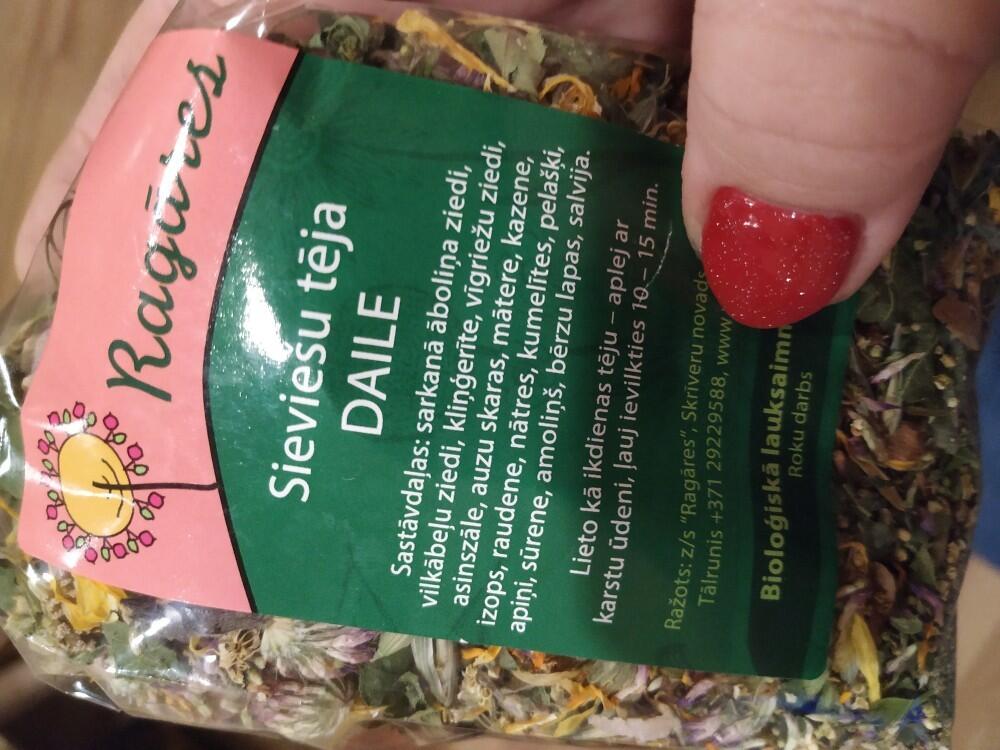 Ragāres
Sieviešu tēja
DAILE
Sastāvdaļas: sarkanā āboliņa ziedi,
vilkābeļu ziedi, kliņģerīte, vīgriežu ziedi,
asinszāle, auzu skaras, mātere, kazene,
izops, raudene, nātres, kumelītes, pelašķi,
apiņi, sūrene, amoliņš, bērzu lapas, salvija.
Lieto kā ikdienas tēju – aplej ar
karstu ūdeni, ļauj ievilkties 10 – 15 min.
Ražots: z/s "Ragāres", Skrīveru novads
Tālrunis +371 29229588, www.
Bioloģiskā lauksaimn
Roku darbs